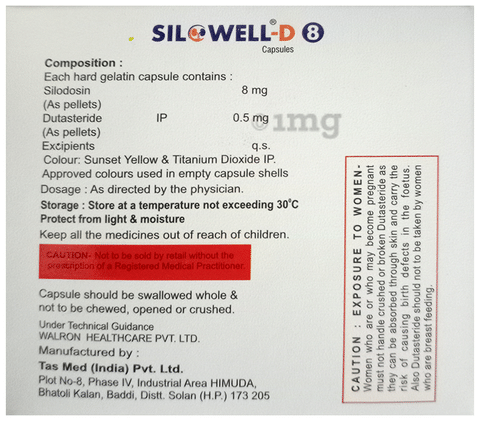 SILOWELL-D 8
Capsules
Composition :
Each hard gelatin capsule contains :
Silodosin 8 mg
(As pellets)
Dutasteride IP 0.5 mg
(As pellets)
Excipients q.s.
Colour: Sunset Yellow & Titanium Dioxide IP.
Approved colours used in empty capsule shells
Dosage : As directed by the physician.
Storage : Store at a temperature not exceeding 30°C
Protect from light & moisture
Keep all the medicines out of reach of children.
CAUTION- Not to be sold by retail without the
prescription of a Registered Medical Practitioner.
Capsule should be swallowed whole &
not to be chewed, opened or crushed.
Under Technical Guidance
WALRON HEALTHCARE PVT. LTD.
Manufactured by :
Tas Med (India) Pvt. Ltd.
Plot No-8, Phase IV, Industrial Area HIMUDA,
Bhatoli Kalan, Baddi, Distt. Solan (H.P.) 173 205
CAUTION : EXPOSURE TO WOMEN-
Women who are or who may become pregnant
must not handle crushed or broken Dutasteride as
they can be absorbed through skin and carry the
risk of causing birth defects in the foetus.
Also Dutasteride should not to be taken by women
who are breast feeding.
1mg